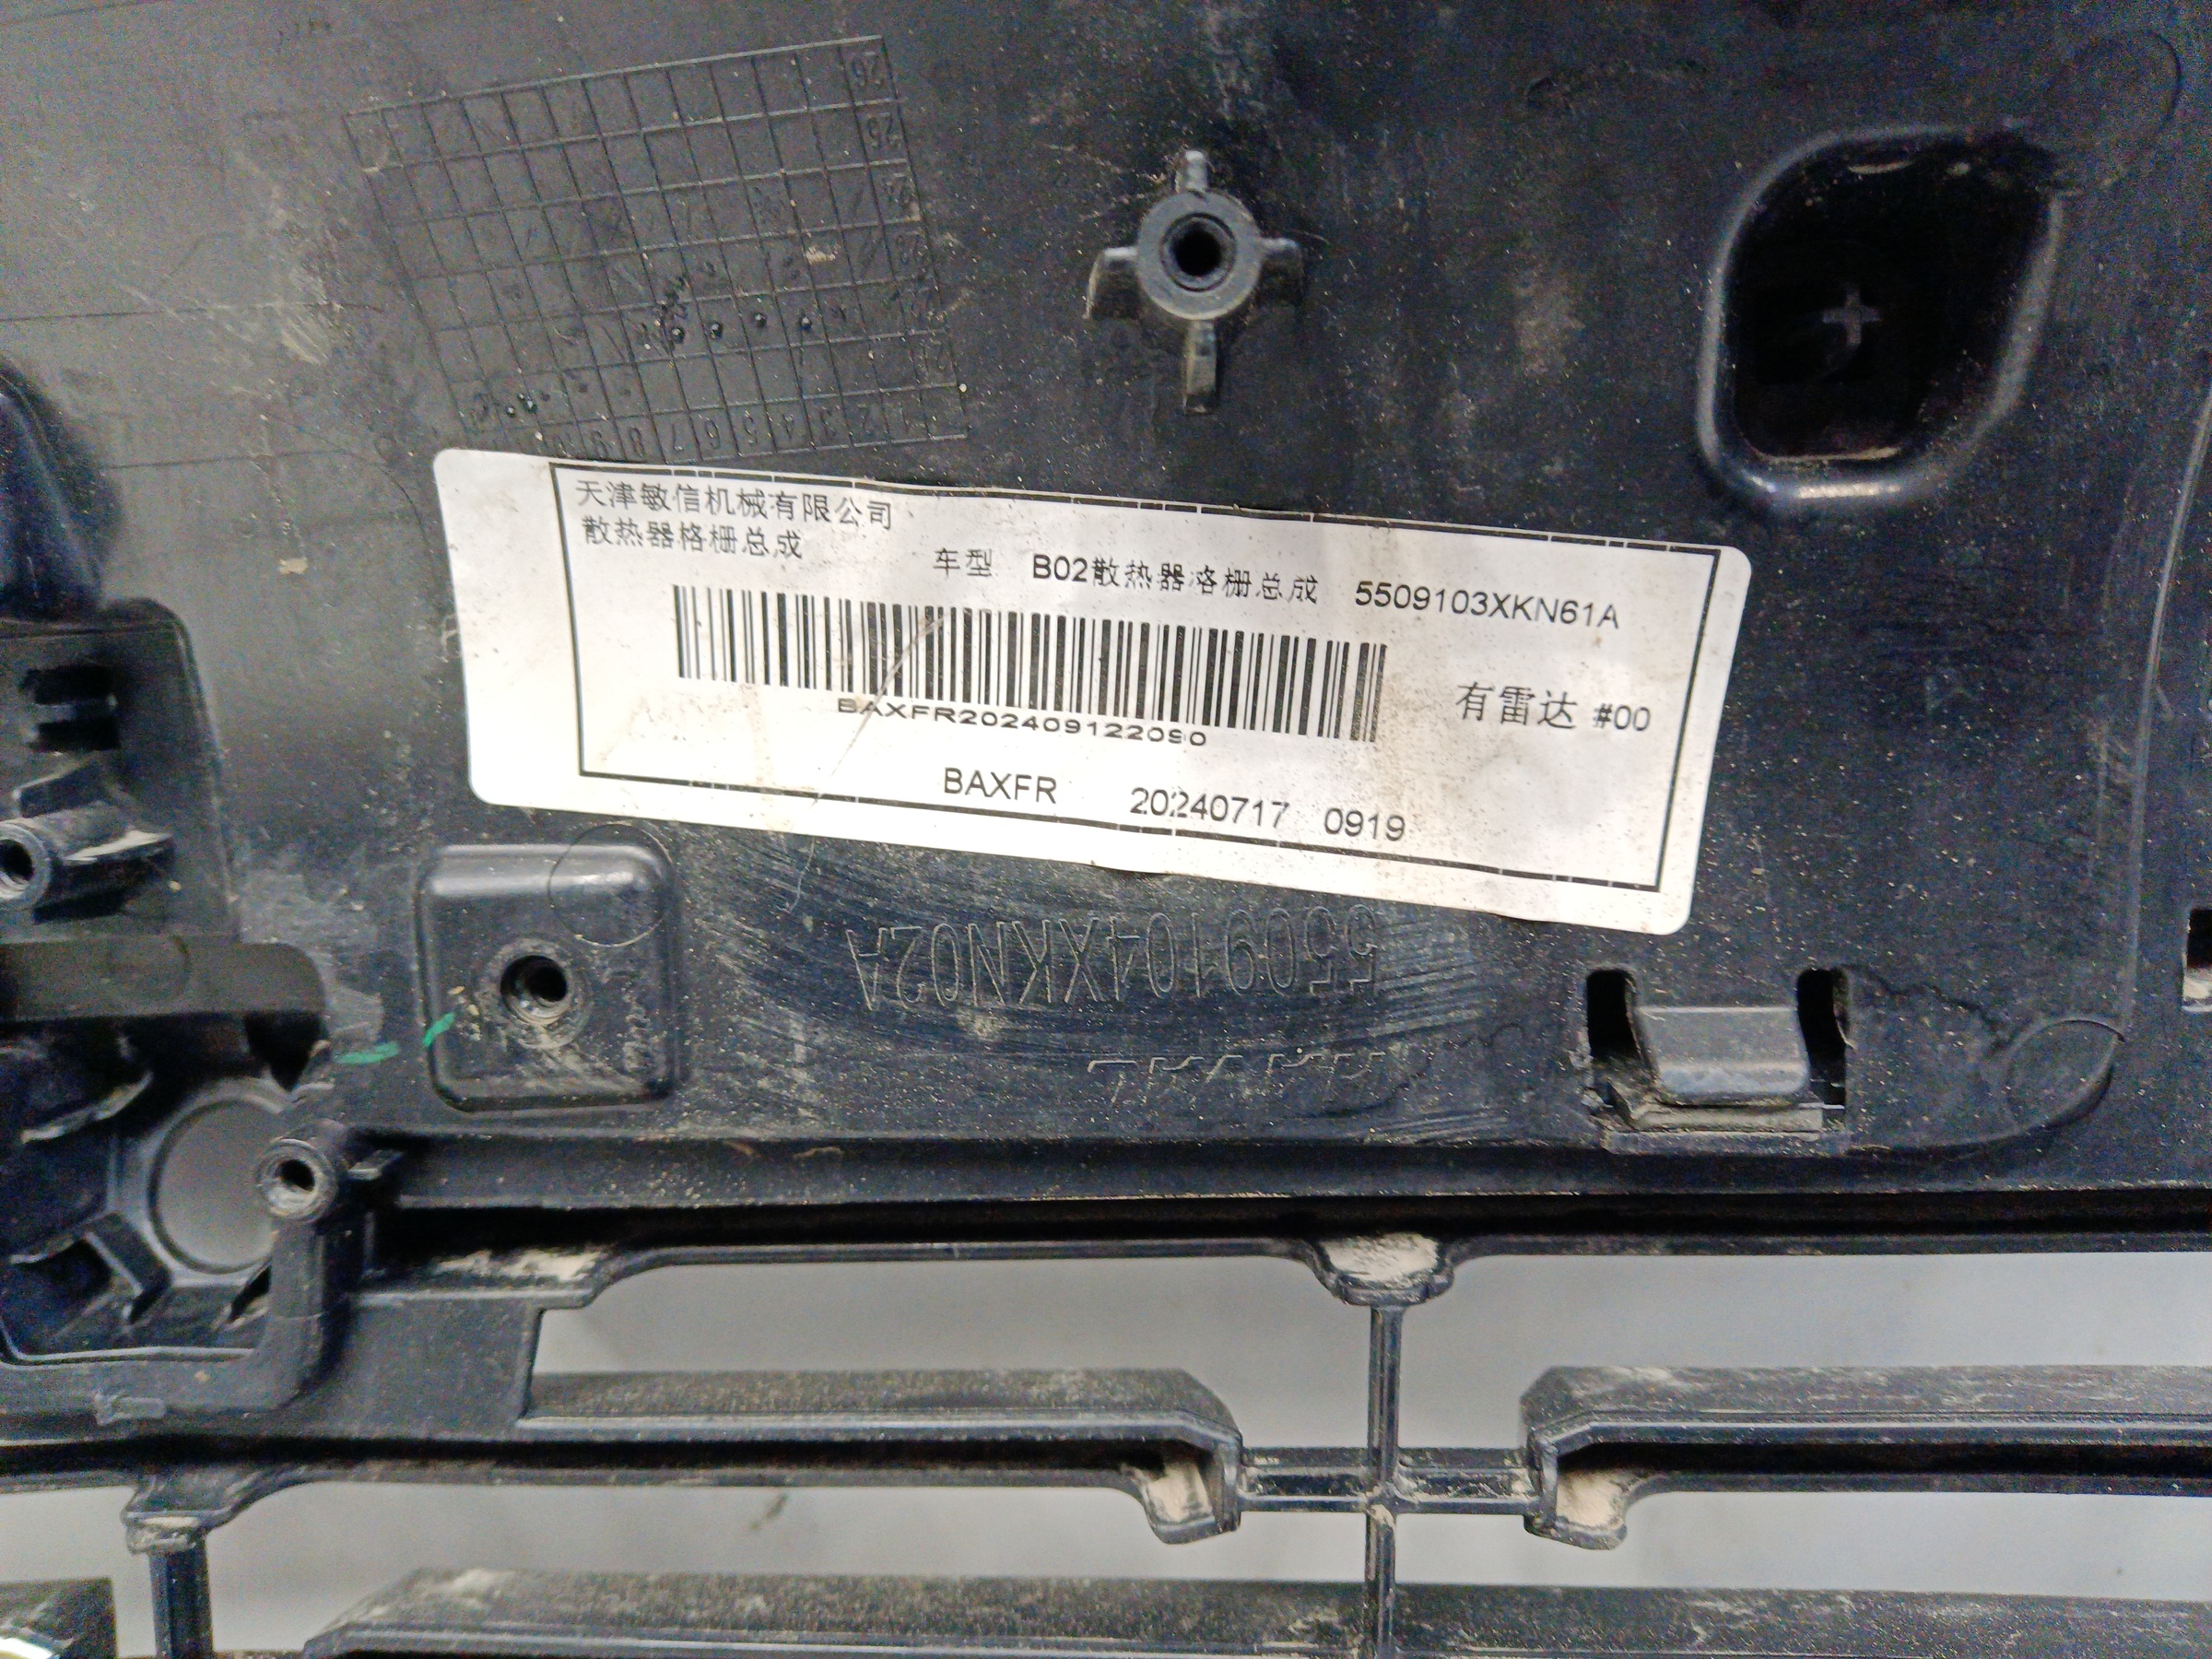 26
25
天津敏信机械有限公司
散热器格栅总成
车型 B02散热器格栅总成 5509103XKN61A
BAXFR202409122090
有雷达 #00
BAXFR 20240717 0919
5509104XKN02A